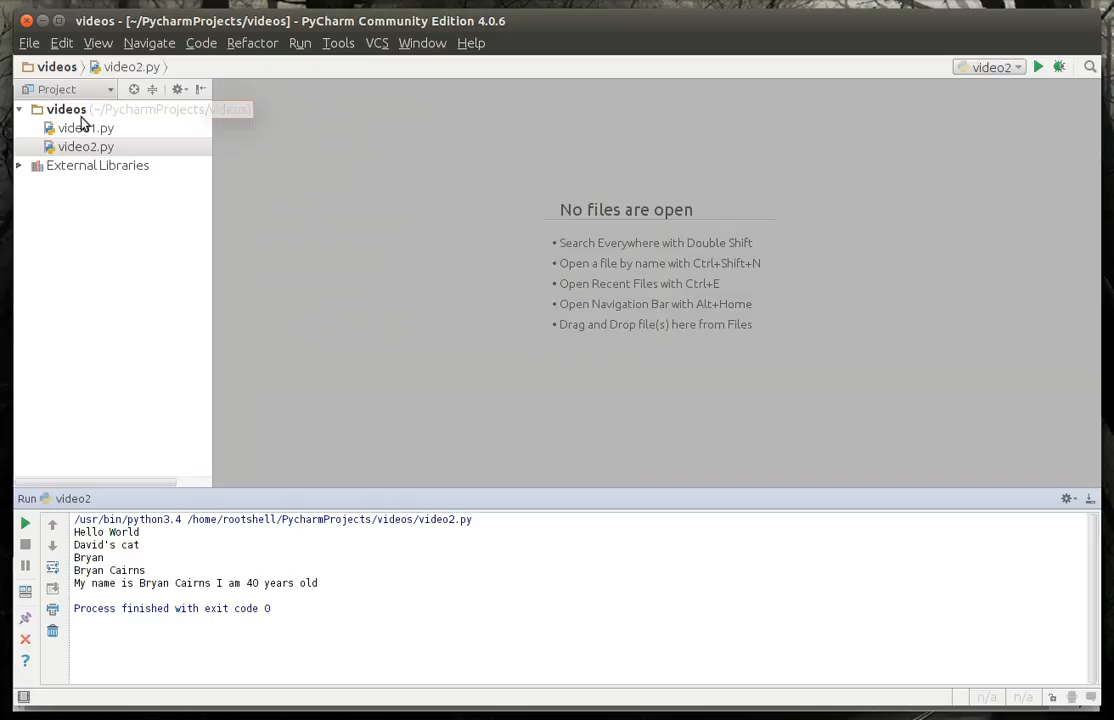 videos - [~/PycharmProjects/videos] - PyCharm Community Edition 4.0.6
File Edit View Navigate Code Refactor Run Tools VCS Window Help
videos video2.py video2
Project
videos (~/PycharmProjects/videos)
video1.py
video2.py
External Libraries
No files are open
• Search Everywhere with Double Shift
• Open a file by name with Ctrl+Shift+N
• Open Recent Files with Ctrl+E
• Open Navigation Bar with Alt+Home
• Drag and Drop file(s) here from Files
Run video2
/usr/bin/python3.4 /home/rootshell/PycharmProjects/videos/video2.py
Hello World
David's cat
Bryan
Bryan Cairns
My name is Bryan Cairns I am 40 years old
Process finished with exit code 0
n/a n/a